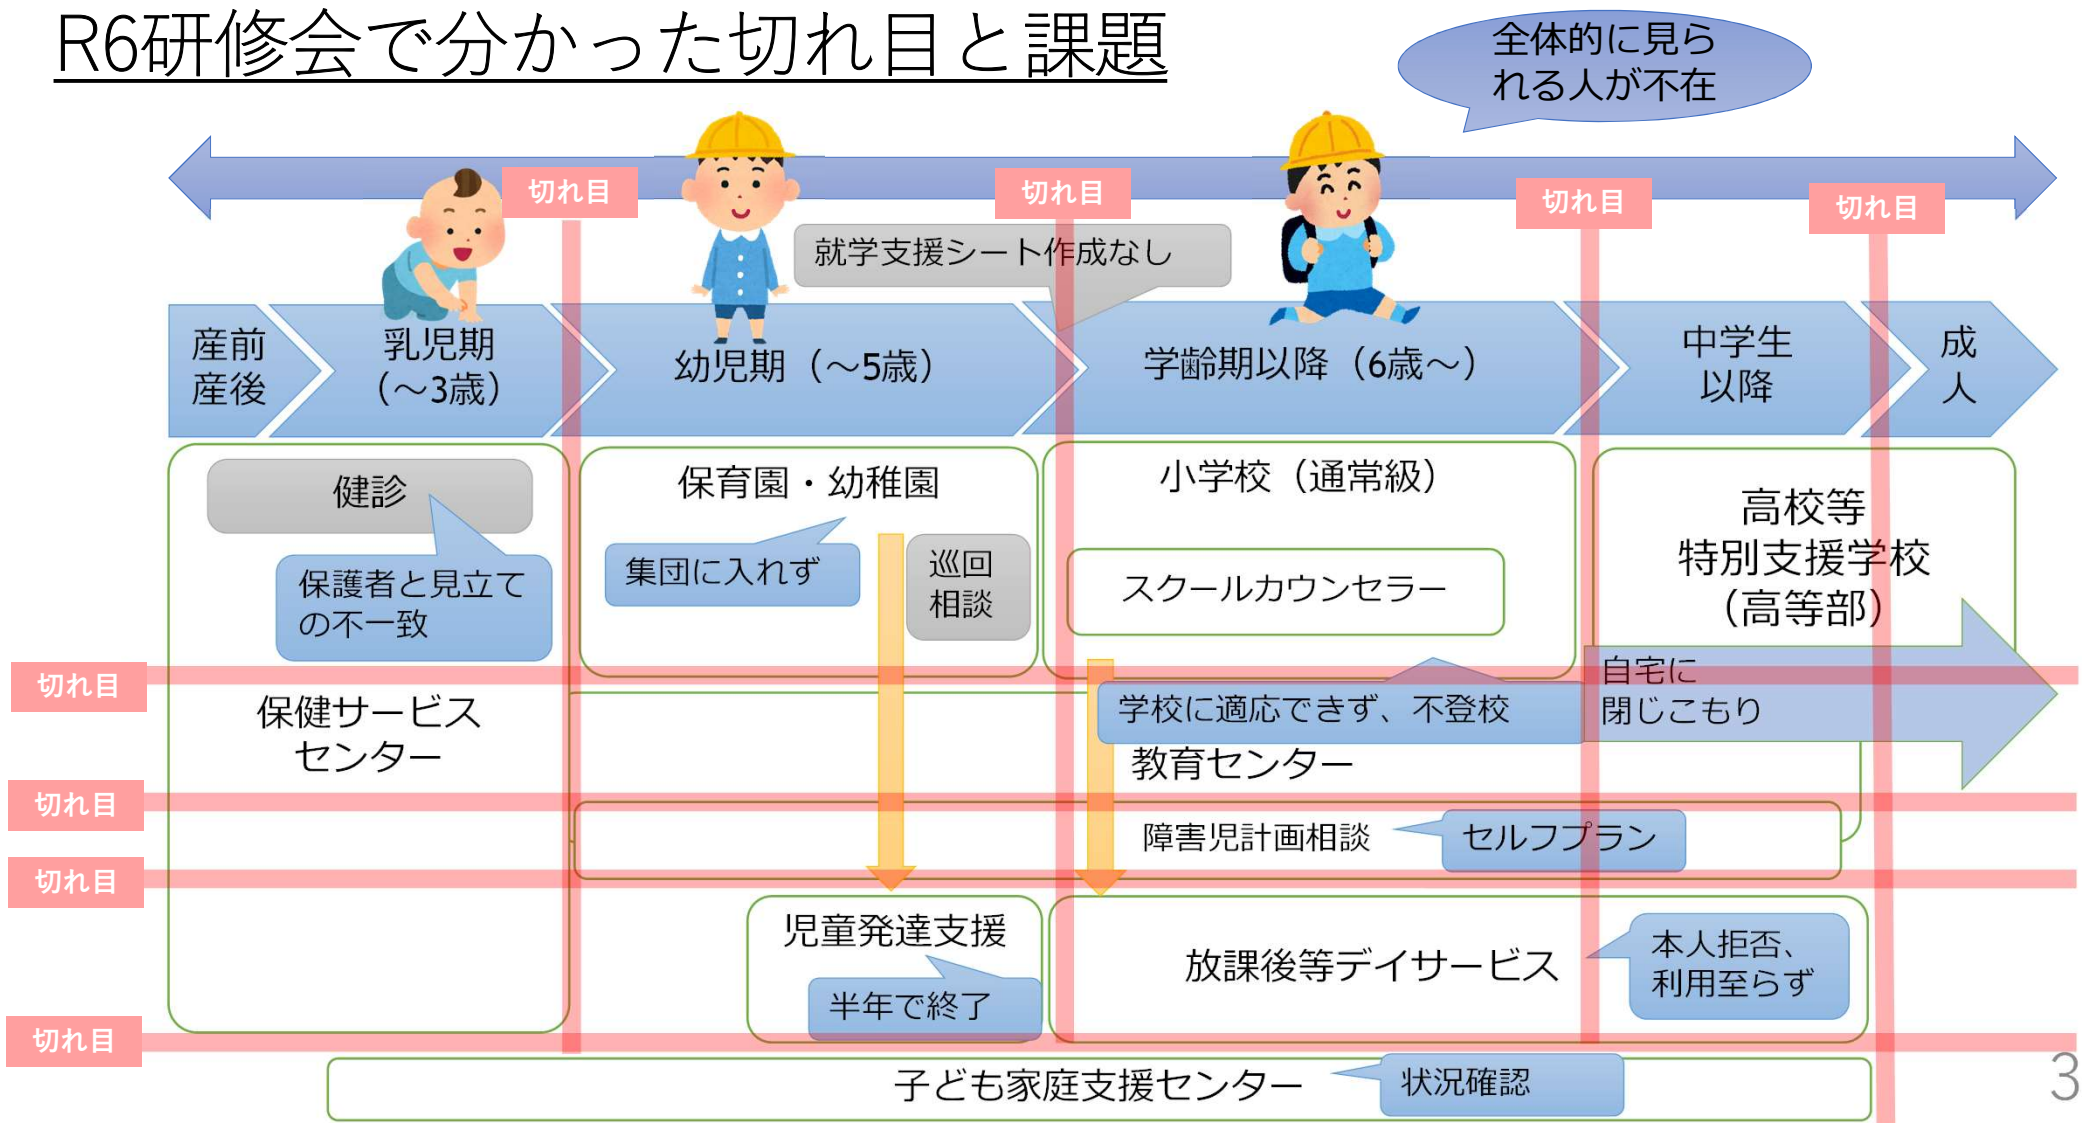 R6研修会で分かった切れ目と課題
全体的に見ら
れる人が不在
切れ目
切れ目
切れ目
切れ目
就学支援シート作成なし
産前
産後
乳児期
（～3歳）
幼児期（～5歳）
学齢期以降（6歳～）
中学生
以降
成
人
健診
保護者と見立て
の不一致
保育園・幼稚園
集団に入れず
巡回
相談
小学校（通常級）
スクールカウンセラー
高校等
特別支援学校
（高等部）
切れ目
自宅に
閉じこもり
保健サービス
センター
学校に適応できず、不登校
教育センター
切れ目
障害児計画相談
セルフプラン
切れ目
児童発達支援
半年で終了
放課後等デイサービス
本人拒否、
利用至らず
切れ目
子ども家庭支援センター
状況確認
3